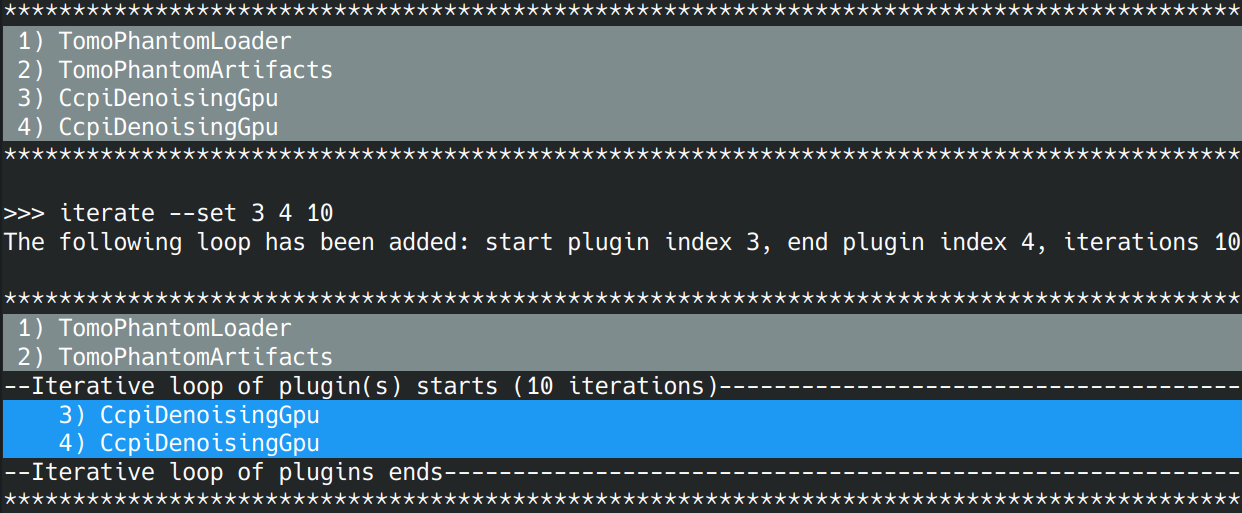 ******************************************************************************************
1) TomoPhantomLoader
2) TomoPhantomArtifacts
3) CcpiDenoisingGpu
4) CcpiDenoisingGpu
******************************************************************************************
>>> iterate --set 3 4 10
The following loop has been added: start plugin index 3, end plugin index 4, iterations 10
******************************************************************************************
1) TomoPhantomLoader
2) TomoPhantomArtifacts
--Iterative loop of plugin(s) starts (10 iterations)--------------------------------------
3) CcpiDenoisingGpu
4) CcpiDenoisingGpu
--Iterative loop of plugins ends----------------------------------------------------------
******************************************************************************************